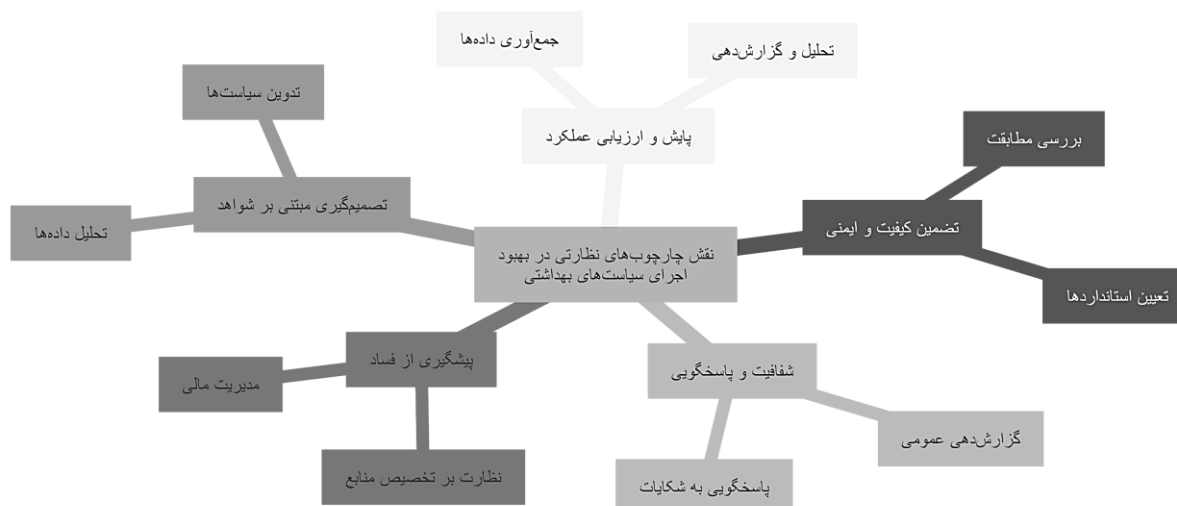 جمع‌آوری داده‌ها
تحلیل و گزارش‌دهی
پایش و ارزیابی عملکرد
تدوین سیاست‌ها
تصمیم‌گیری مبتنی بر شواهد
تحلیل داده‌ها
بررسی مطابقت
تضمین کیفیت و ایمنی
تعیین استانداردها
نقش چارچوب‌های نظارتی در بهبود
اجرای سیاست‌های بهداشتی
پیشگیری از فساد
مدیریت مالی
نظارت بر تخصیص منابع
شفافیت و پاسخگویی
گزارش‌دهی عمومی
پاسخگویی به شکایات